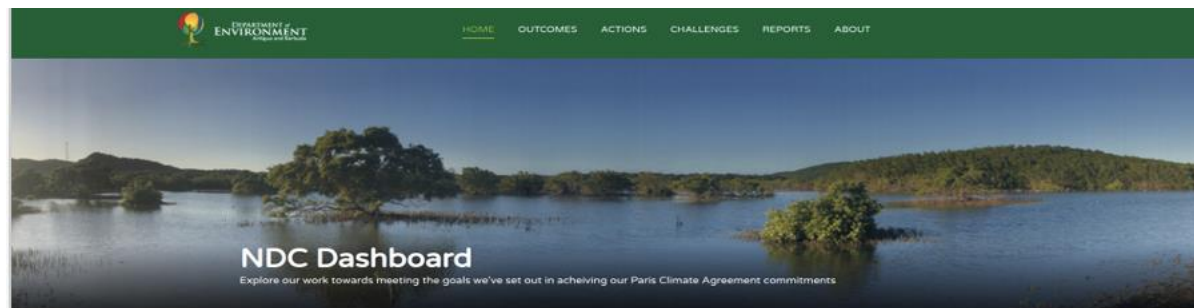 DEPARTMENT of
ENVIRONMENT
Antigua and Barbuda
HOME OUTCOMES ACTIONS CHALLENGES REPORTS ABOUT
NDC Dashboard
Explore our work towards meeting the goals we've set out in acheiving our Paris Climate Agreement commitments